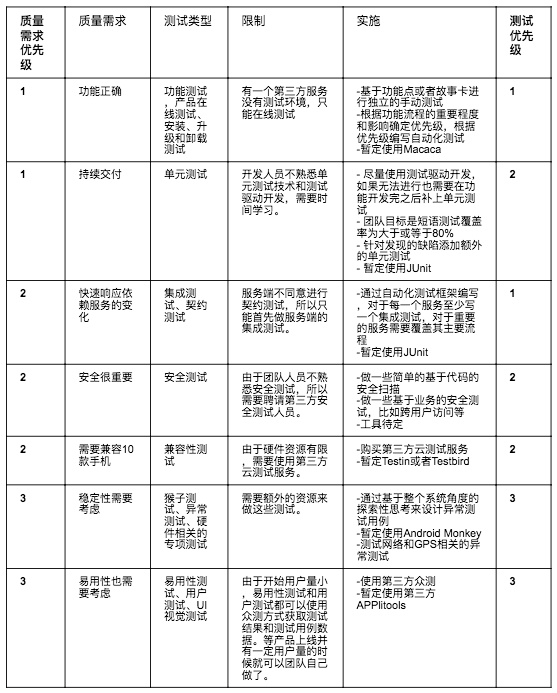 质量
需求
优先
级
质量需求
测试类型
限制
实施
测试
优先
级
1
功能正确
功能测试
，产品在
线测试、
安装、升
级和卸载
测试
有一个第三方服务
没有测试环境，只
能在线测试
-基于功能点或者故事卡进
行独立的手动测试
-根据功能流程的重要程度
和影响确定优先级，根据
优先级编写自动化测试
-暂定使用Macaca
1
1
持续交付
单元测试
开发人员不熟悉单
元测试技术和测试
驱动开发，需要时
间学习。
- 尽量使用测试驱动开发，
如果无法进行也需要在功
能开发完之后补上单元测
试
- 团队目标是短语测试覆盖
率为大于或等于80%
- 针对发现的缺陷添加额外
的单元测试
- 暂定使用JUnit
2
2
快速响应依
赖服务的变
化
集成测
试、契约
测试
服务端不同意进行
契约测试，所以只
能首先做服务端的
集成测试。
-通过自动化测试框架编写
，对于每一个服务至少写
一个集成测试，对于重要
的服务需要覆盖其主要流
程
-暂定使用JUnit
1
2
安全很重要
安全测试
由于团队人员不熟
悉安全测试，所以
需要聘请第三方安
全测试人员。
-做一些简单的基于代码的
安全扫描
-做一些基于业务的安全测
试，比如跨用户访问等
-工具待定
2
2
需要兼容10
款手机
兼容性测
试
由于硬件资源有限
，需要使用第三方
云测试服务。
-购买第三方云测试服务
-暂定Testin或者Testbird
2
3
稳定性需要
考虑
猴子测
试、异常
测试、硬
件相关的
专项测试
需要额外的资源来
做这些测试。
-通过基于整个系统角度的
探索性思考来设计异常测
试用例
-暂定使用Android Monkey
-测试网络和GPS相关的异
常测试
3
3
易用性也需
要考虑
易用性测
试、用户
测试、UI
视觉测试
由于开始用户量小
，易用性测试和用
户测试都可以使用
众测方式获取测试
结果和测试用例数
据。等产品上线并
有一定用户量的时
候就可以团队自己
做了。
-使用第三方众测
-暂定使用第三方
APPlitools
3